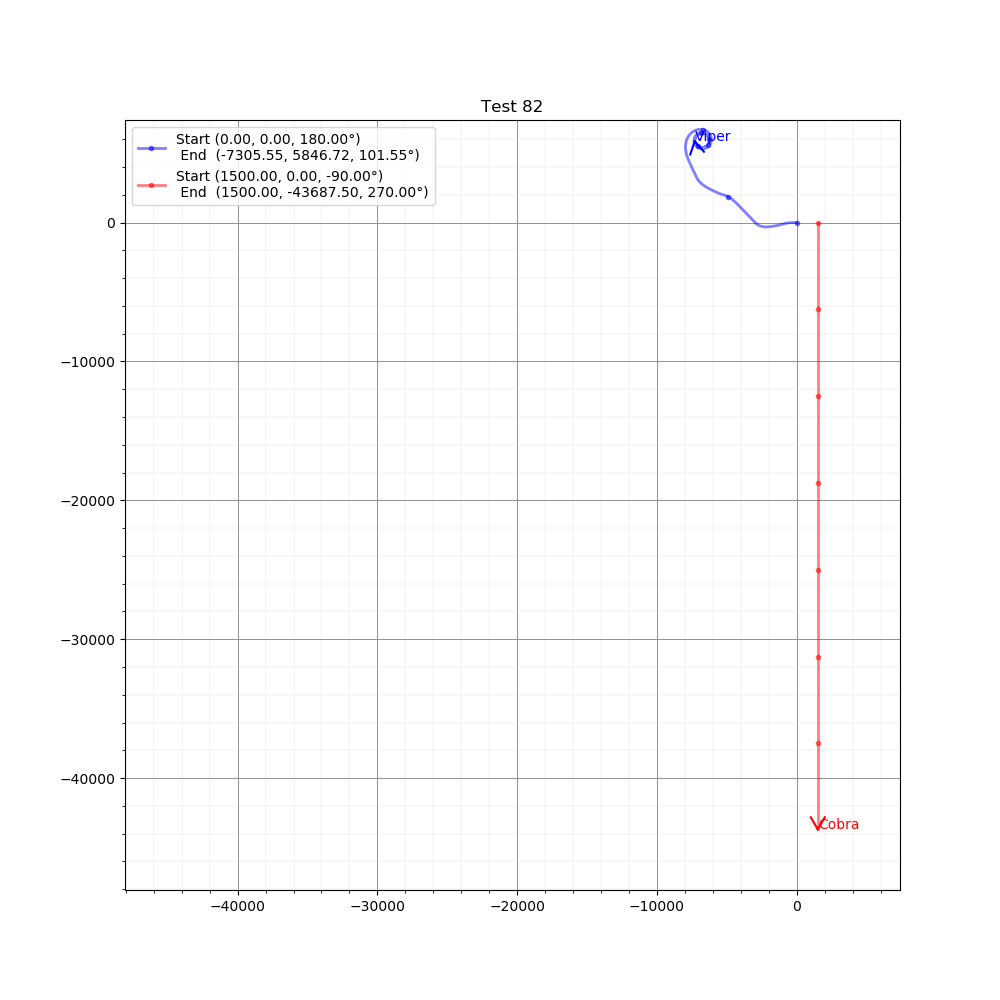 Test 82
Start (0.00, 0.00, 180.00°)
End  (-7305.55, 5846.72, 101.55°)
Start (1500.00, 0.00, -90.00°)
End  (1500.00, -43687.50, 270.00°)
Viper
0
−10000
−20000
−30000
−40000
Cobra
−40000
−30000
−20000
−10000
0